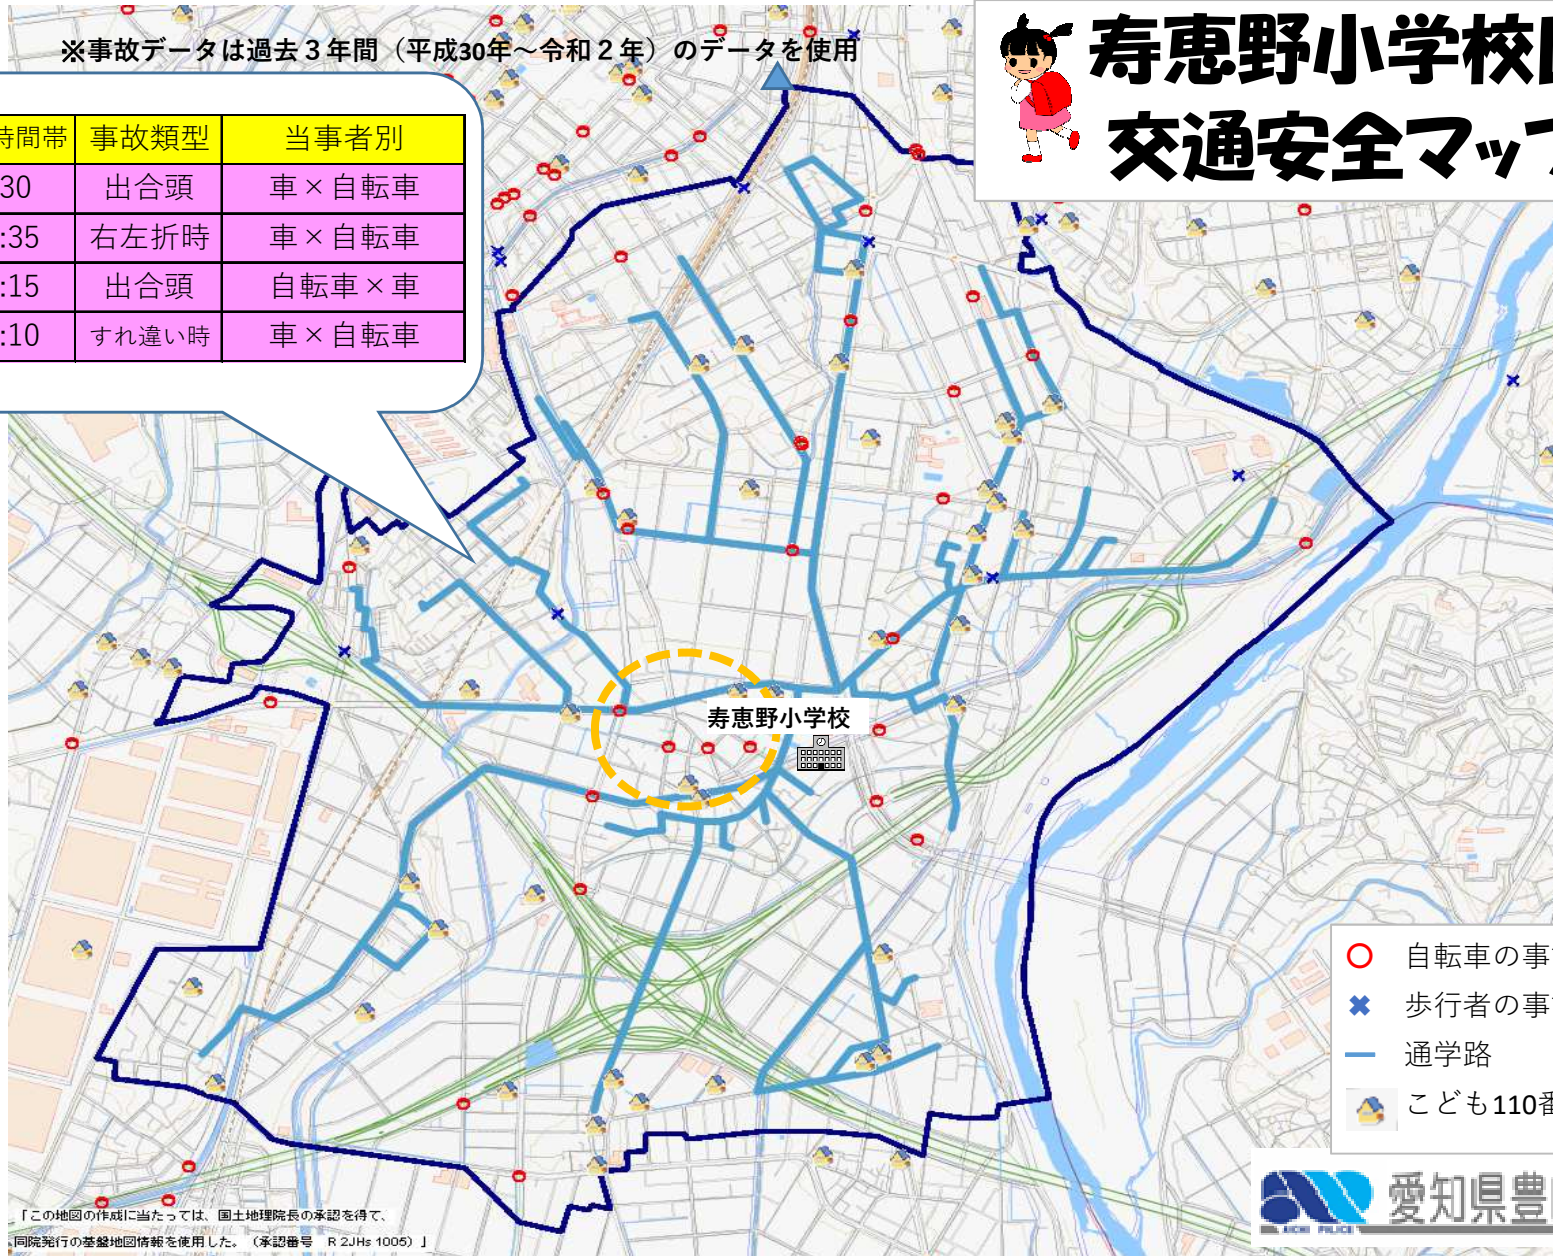 ※事故データは過去３年間（平成30年～令和２年）のデータを使用
寿恵野小学校
交通安全マップ
時間帯 事故類型 当事者別
30 出合頭 車×自転車
:35 右左折時 車×自転車
:15 出合頭 自転車×車
:10 すれ違い時 車×自転車
寿恵野小学校
自転車の事
歩行者の事
通学路
こども110番
愛知県豊
AICHI POLICE
「この地図の作成に当たっては、国土地理院長の承認を得て、
同院発行の基盤地図情報を使用した。（承認番号 R 2JHs 1005）」